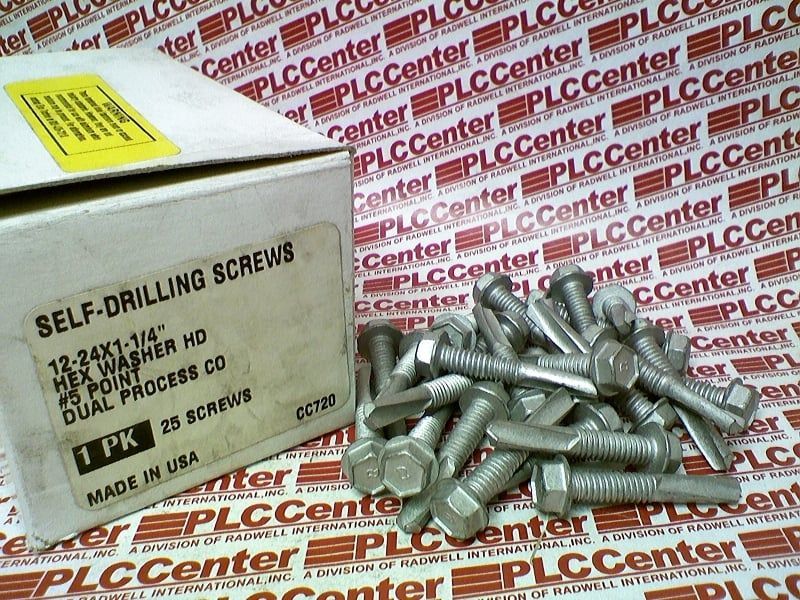 WARNING
SELF-DRILLING SCREWS
12-24X1-1/4"
HEX WASHER HD
#5 POINT
DUAL PROCESS CO
1 PK 25 SCREWS CC720
MADE IN USA
PLCCenter
A DIVISION OF RADWELL INTERNATIONAL,INC.